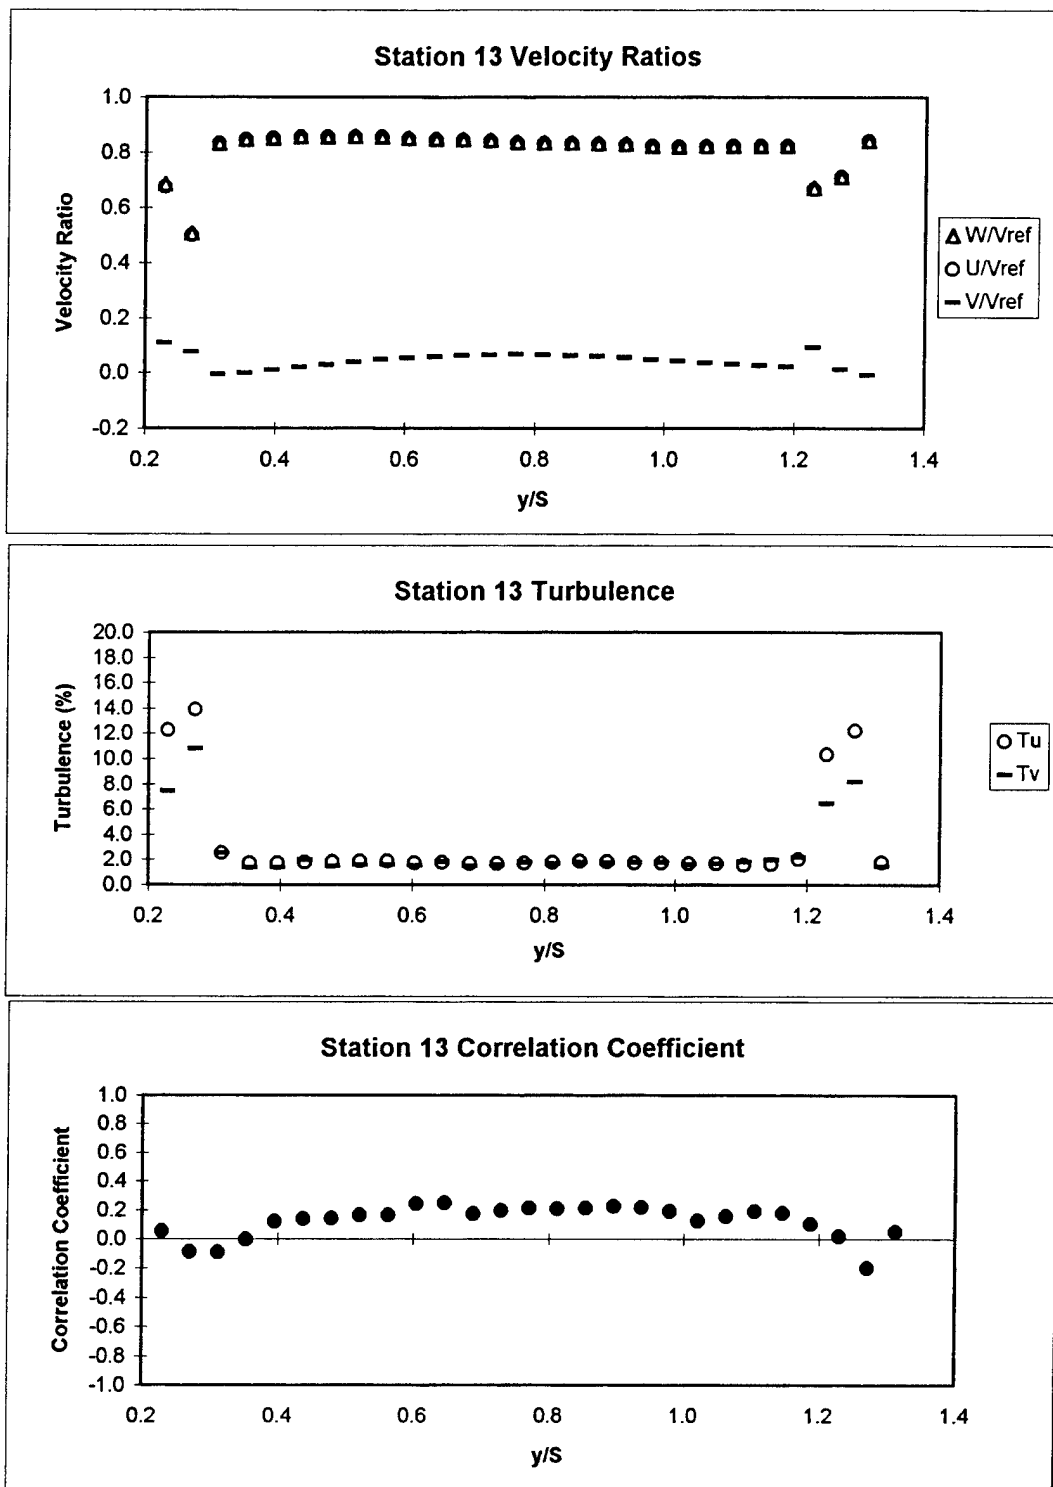 Station 13 Velocity Ratios
1.0
0.8
0.6
0.4
0.2
0.0
-0.2
Velocity Ratio
0.2 0.4 0.6 0.8 1.0 1.2 1.4
y/S
W/Vref
U/Vref
V/Vref
Station 13 Turbulence
20.0
18.0
16.0
14.0
12.0
10.0
8.0
6.0
4.0
2.0
0.0
Turbulence (%)
0.2 0.4 0.6 0.8 1.0 1.2 1.4
y/S
Tu
Tv
Station 13 Correlation Coefficient
1.0
0.8
0.6
0.4
0.2
0.0
-0.2
-0.4
-0.6
-0.8
-1.0
Correlation Coefficient
0.2 0.4 0.6 0.8 1.0 1.2 1.4
y/S